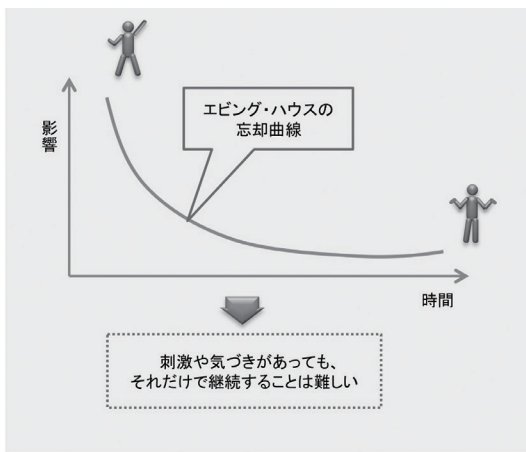 影響
エビング・ハウスの
忘却曲線
時間
刺激や気づきがあっても、
それだけで継続することは難しい